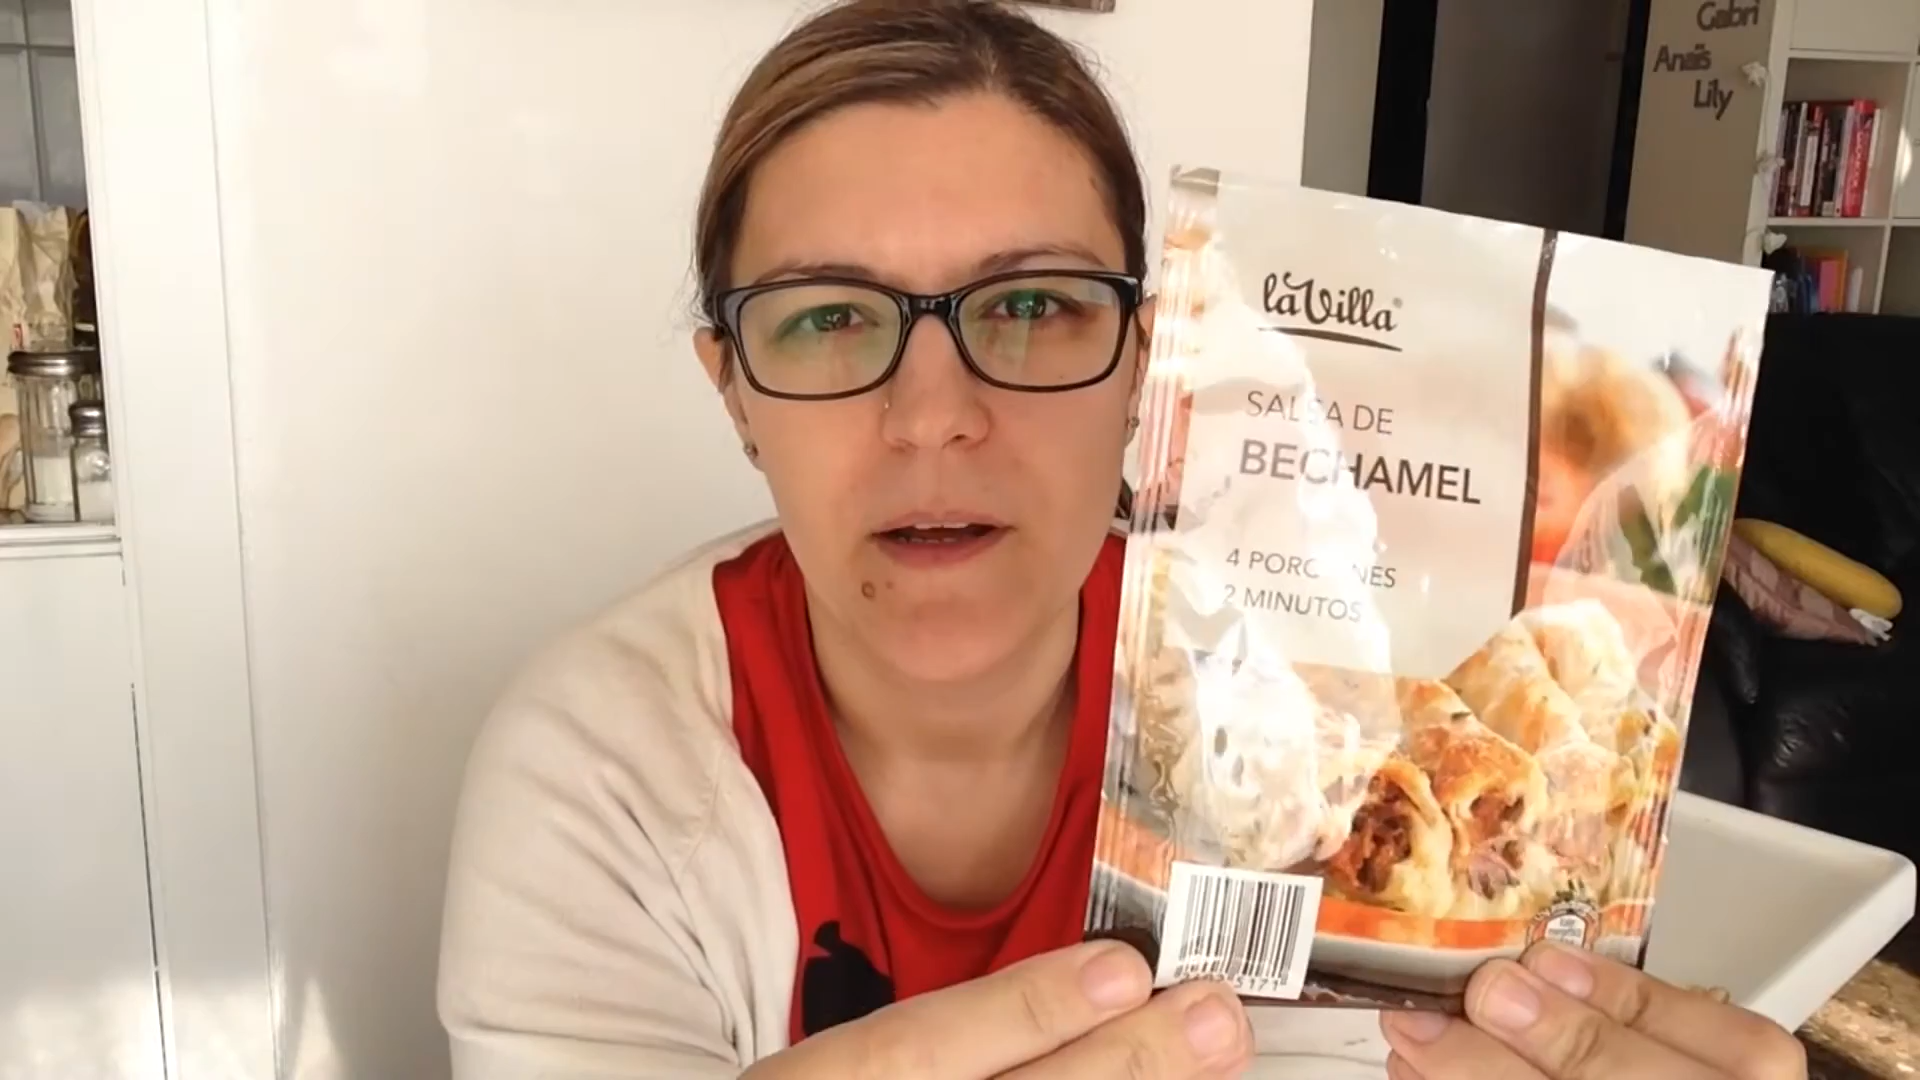 Gabri
Anaïs
Lily
laVilla®
SALSA DE
BECHAMEL
4 PORCIONES
2 MINUTOS